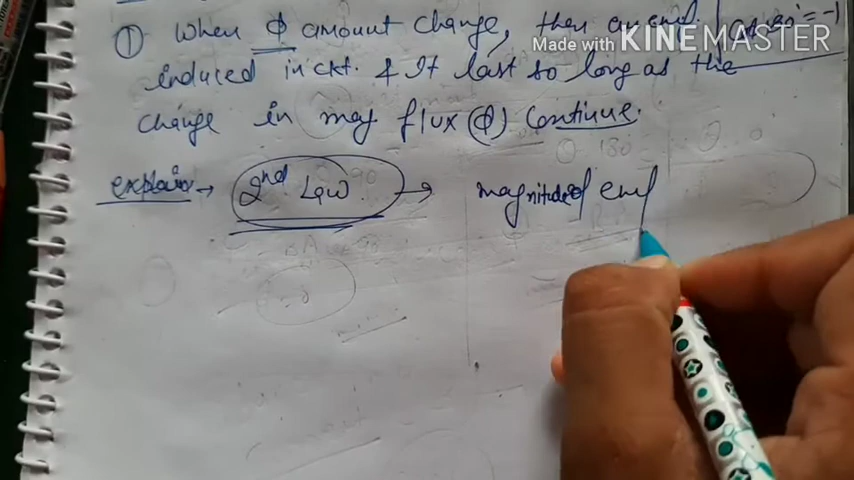 ① When ϕ amount change, then an emf.
induced in ckt. & It last so long as the
change in mag flux (ϕ) continue.
explain → 2nd Law → magnitude of emf
Made with KINEMASTER